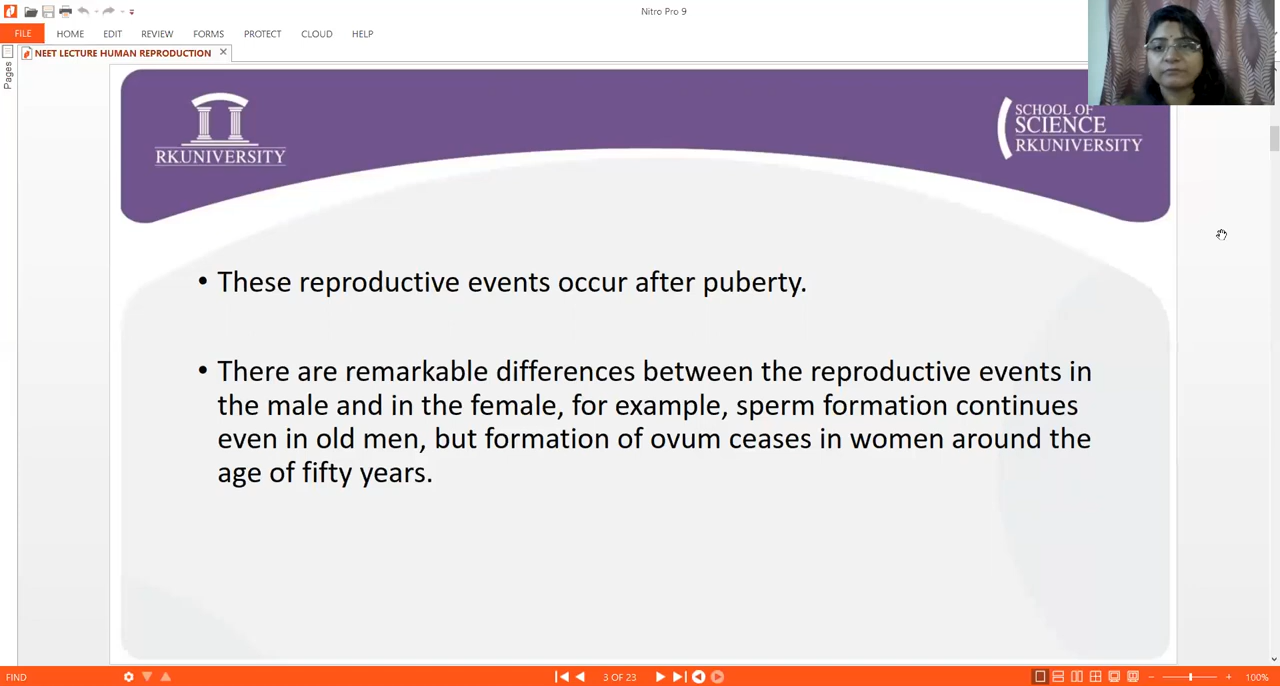 Nitro Pro 9
FILE HOME EDIT REVIEW FORMS PROTECT CLOUD HELP
NEET LECTURE HUMAN REPRODUCTION
Pages
RKUNIVERSITY
SCHOOL OF
SCIENCE
RKUNIVERSITY
• These reproductive events occur after puberty.
• There are remarkable differences between the reproductive events in
the male and in the female, for example, sperm formation continues
even in old men, but formation of ovum ceases in women around the
age of fifty years.
FIND
3 OF 23
100%